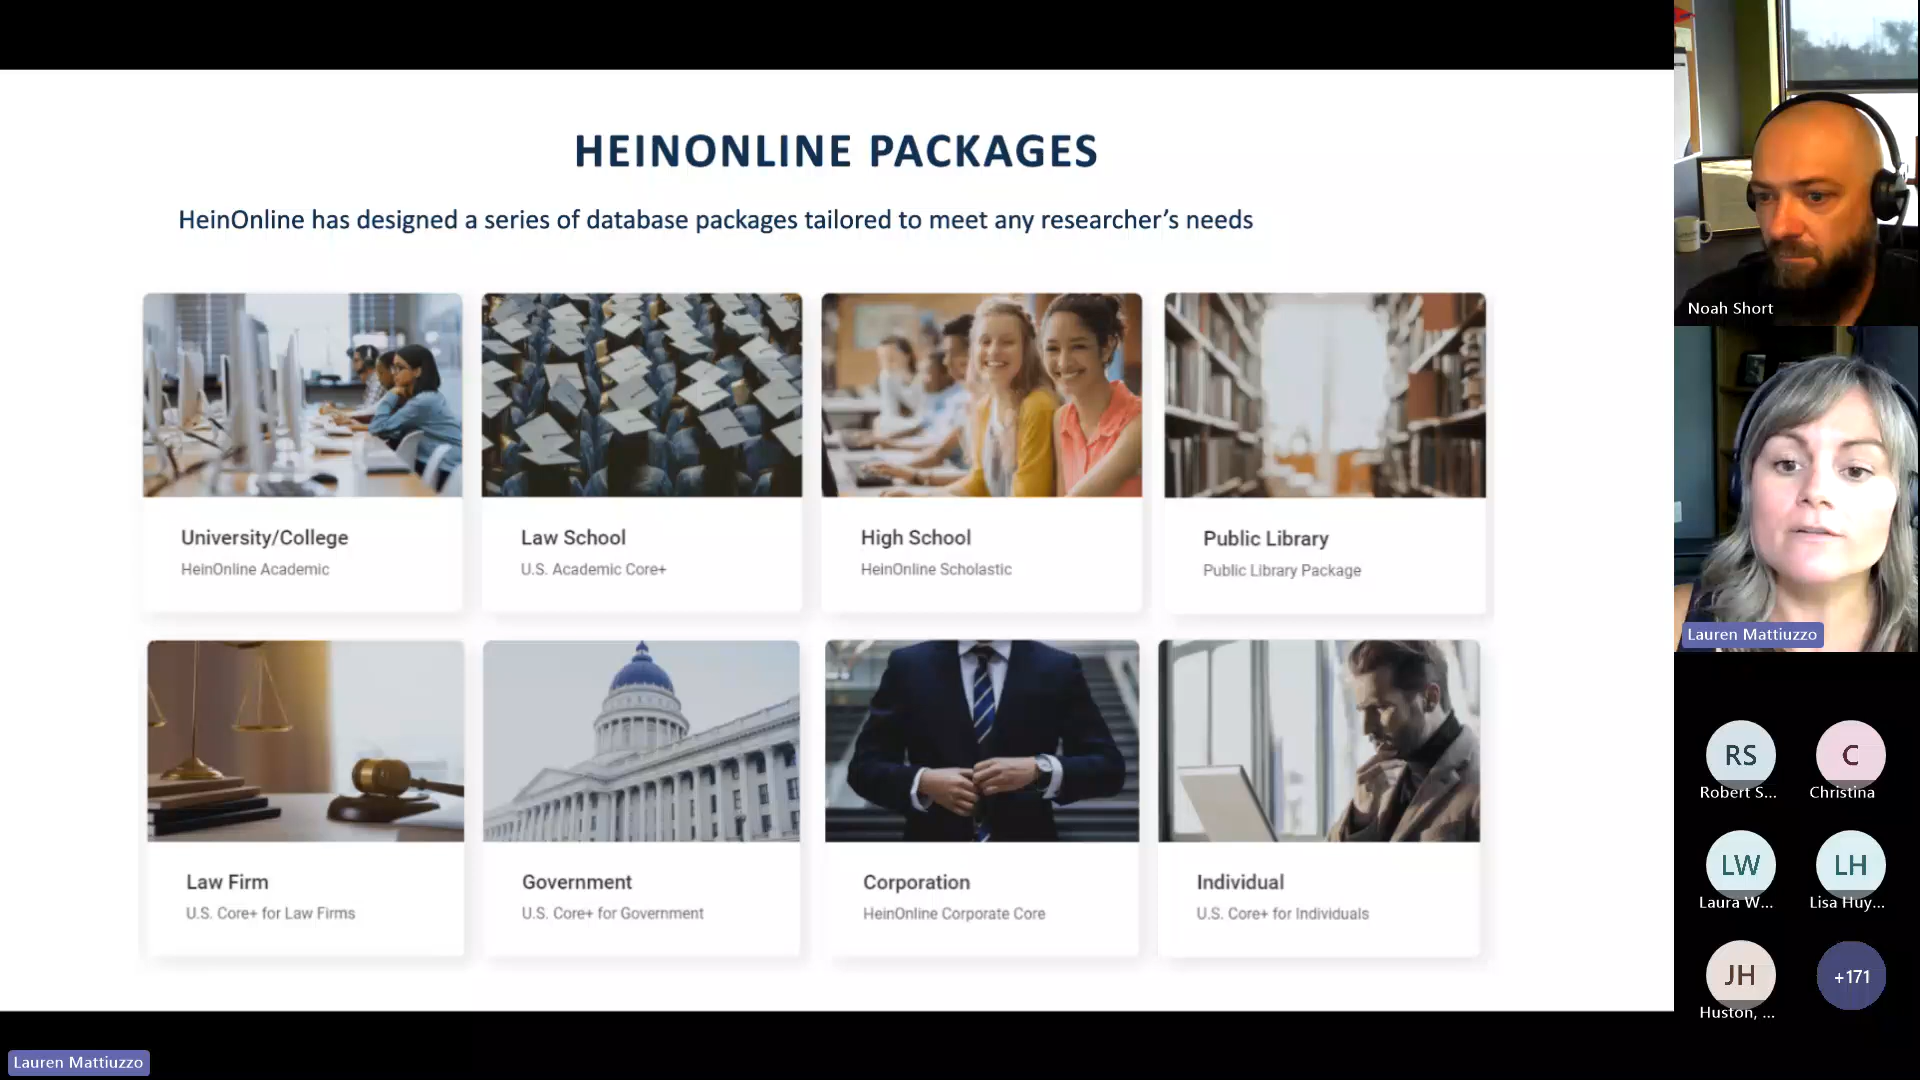 HEINONLINE PACKAGES
HeinOnline has designed a series of database packages tailored to meet any researcher’s needs
University/College
HeinOnline Academic
Law School
U.S. Academic Core+
High School
HeinOnline Scholastic
Public Library
Public Library Package
Law Firm
U.S. Core+ for Law Firms
Government
U.S. Core+ for Government
Corporation
HeinOnline Corporate Core
Individual
U.S. Core+ for Individuals
Noah Short
Lauren Mattiuzzo
RS
Robert S...
C
Christina
LW
Laura W...
LH
Lisa Huy...
JH
Huston, ...
+171
Lauren Mattiuzzo